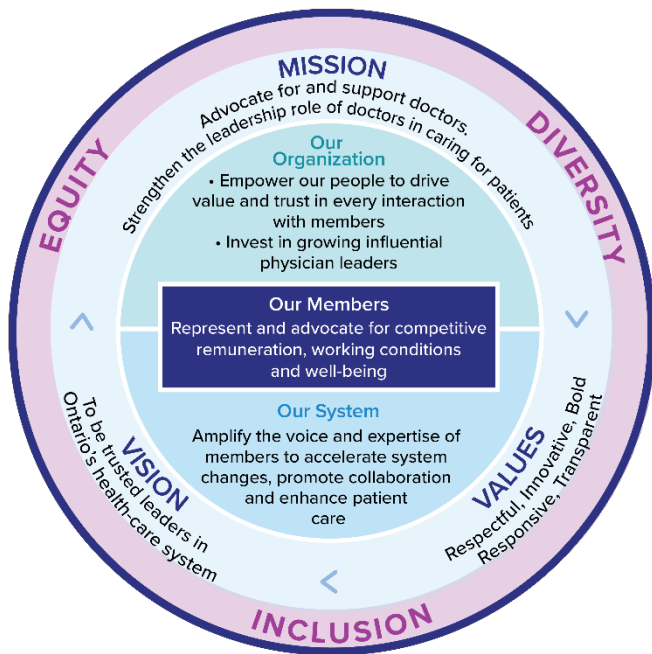 EQUITY
DIVERSITY
INCLUSION
MISSION
Advocate for and support doctors.
Strengthen the leadership role of doctors in caring for patients
Our
Organization
• Empower our people to drive
value and trust in every interaction
with members
• Invest in growing influential
physician leaders
Our Members
Represent and advocate for competitive
remuneration, working conditions
and well-being
Our System
Amplify the voice and expertise of
members to accelerate system
changes, promote collaboration
and enhance patient
care
VISION
To be trusted leaders in
Ontario's health-care system
VALUES
Respectful, Innovative, Bold
Responsive, Transparent